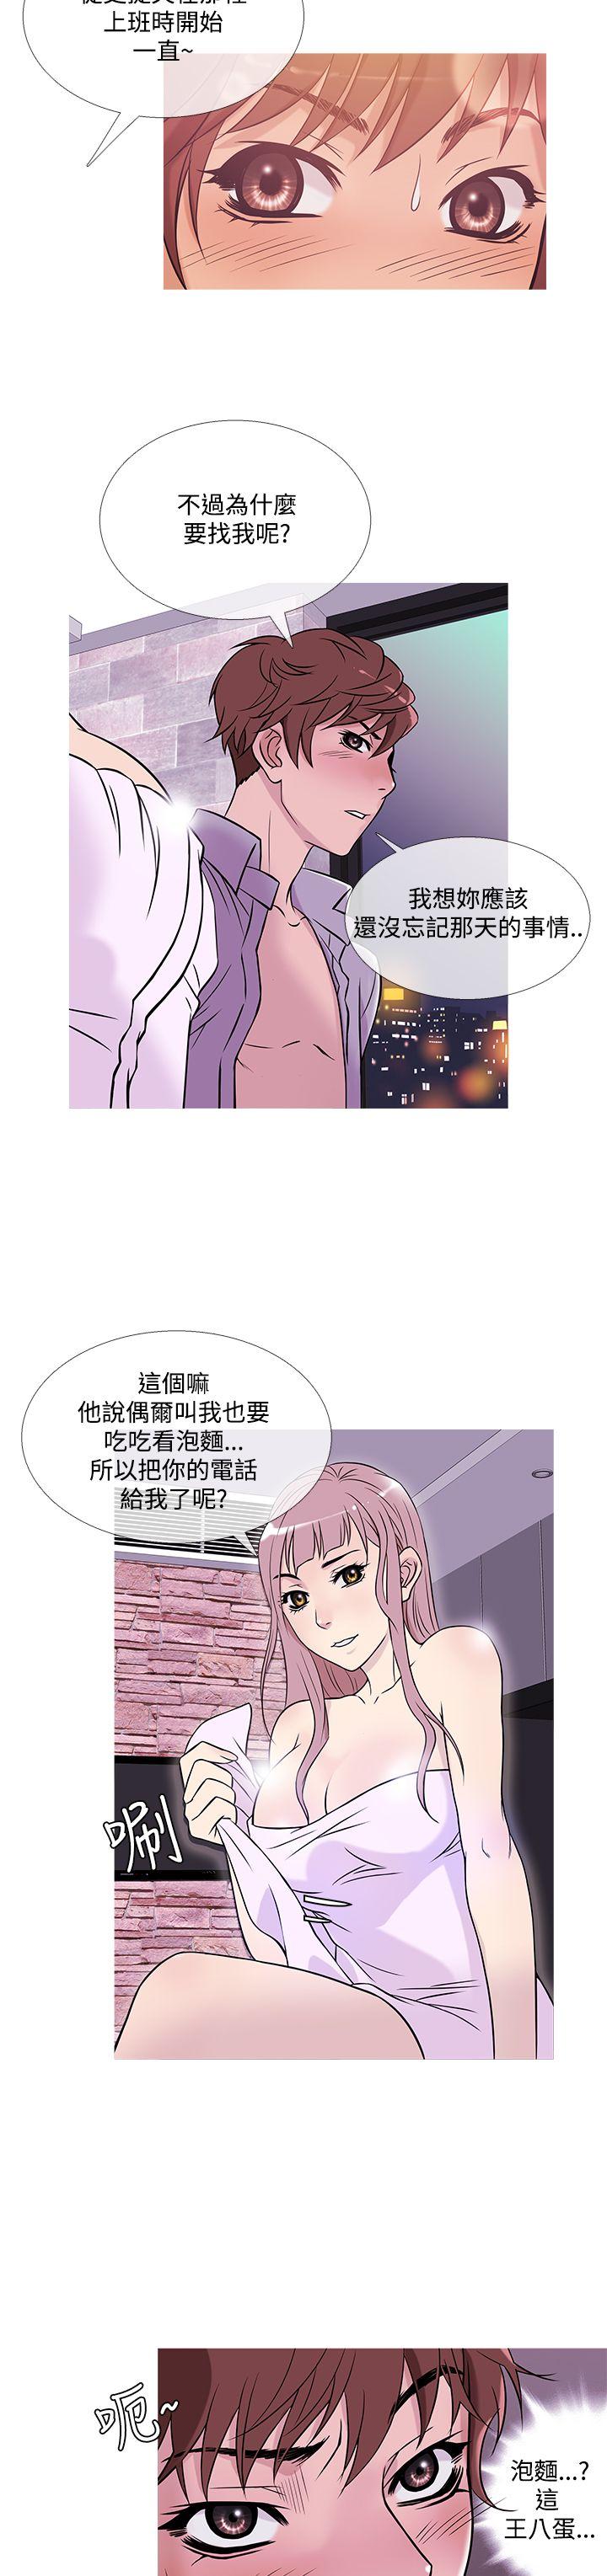 上班時開始
一直~
不過為什麼
要找我呢?
我想妳應該
還沒忘記那天的事情..
這個嘛
他說偶爾叫我也要
吃吃看泡麵...
所以把你的電話
給我了呢?
唰
呃~
泡麵...?
這
王八蛋...